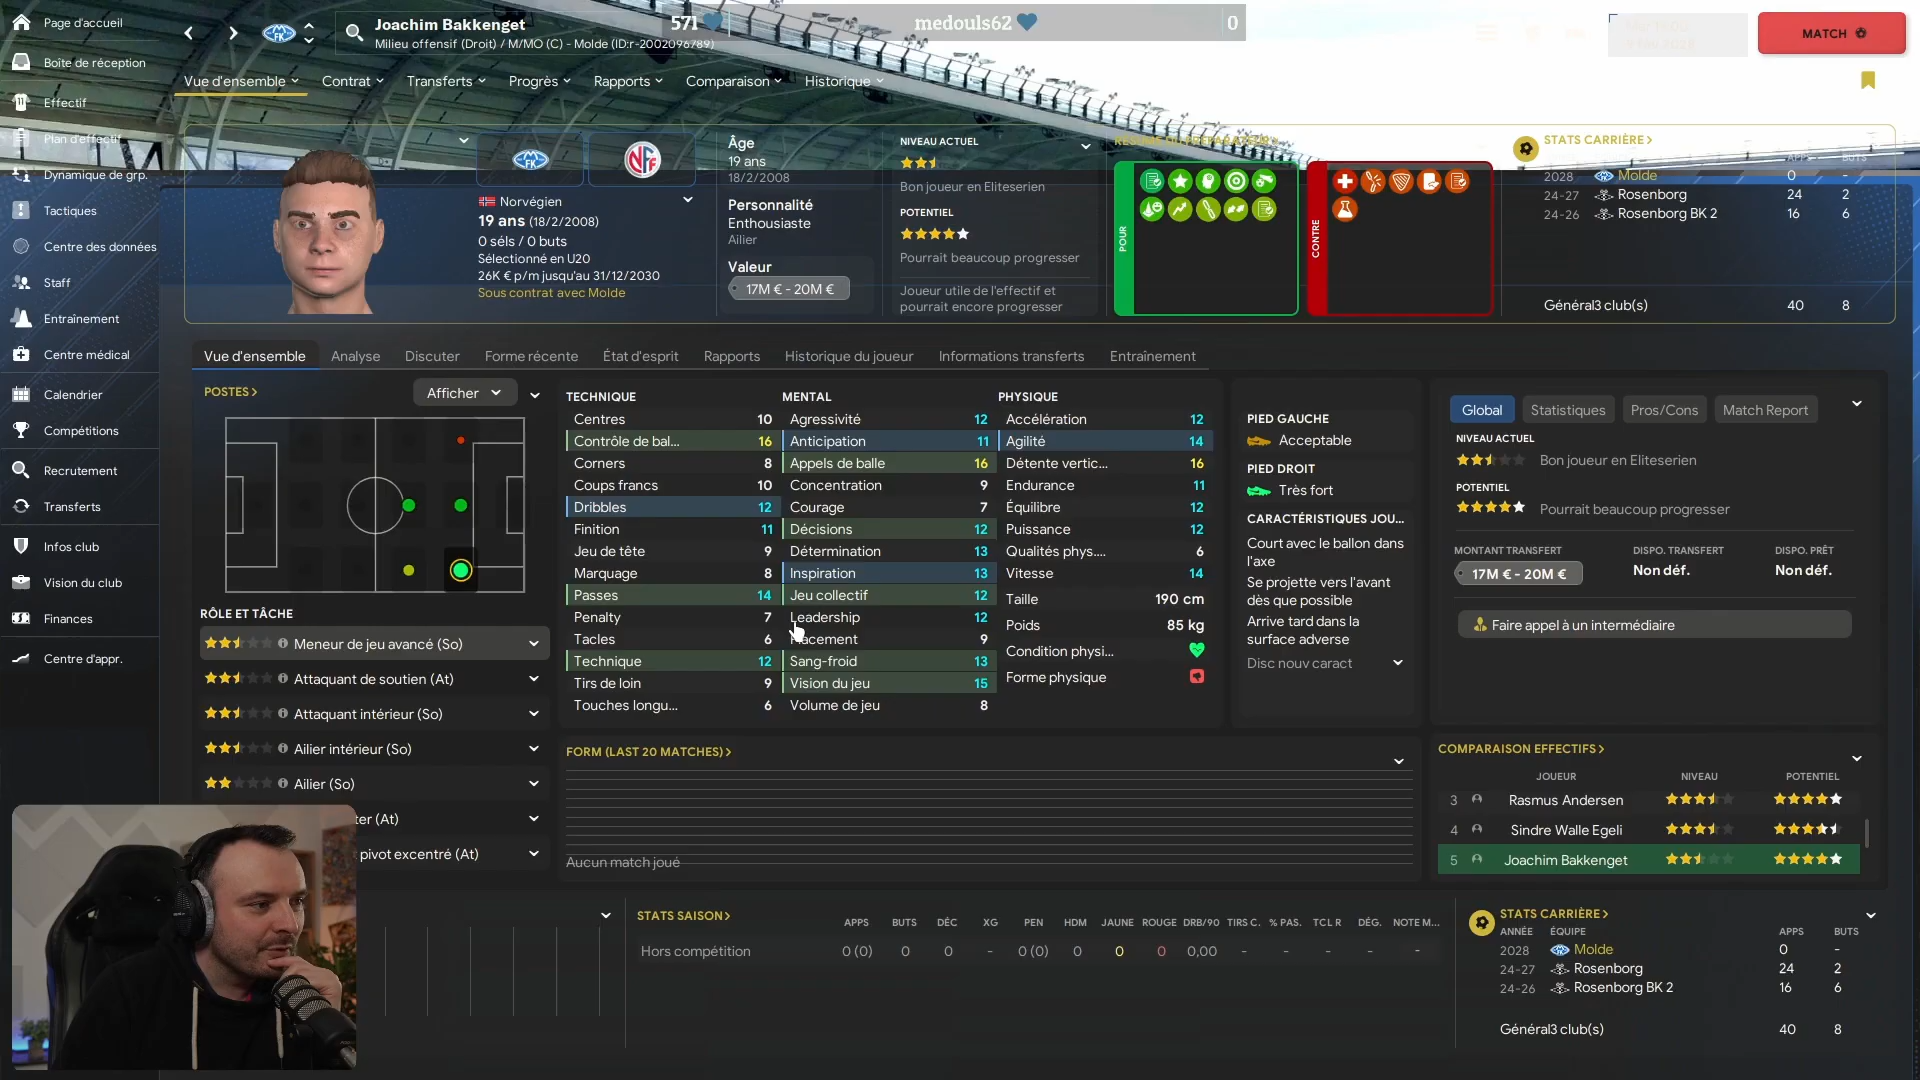 Page d'accueil
Boîte de réception
Effectif
Plan d'effectif
Dynamique de grp.
Tactiques
Centre des données
Staff
Entraînement
Centre médical
Calendrier
Compétitions
Recrutement
Transferts
Infos club
Vision du club
Finances
Centre d'appr.
Joachim Bakkenget
Milieu offensif (Droit) / M/MO (C) - Molde (ID:r-2002096789)
571
medouls62
0
MATCH
Vue d'ensemble
Contrat
Transferts
Progrès
Rapports
Comparaison
Historique
Norvégien
19 ans (18/2/2008)
0 séls / 0 buts
Sélectionné en U20
26K € p/m jusqu'au 31/12/2030
Sous contrat avec Molde
Âge
19 ans
18/2/2008
Personnalité
Enthousiaste
Ailier
Valeur
17M € - 20M €
NIVEAU ACTUEL
Bon joueur en Eliteserien
POTENTIEL
Pourrait beaucoup progresser
Joueur utile de l'effectif et
pourrait encore progresser
POUR
CONTRE
STATS CARRIÈRE >
APPS BUTS
2028 Molde 0 -
24-27 Rosenborg 24 2
24-26 Rosenborg BK 2 16 6
Général3 club(s) 40 8
Vue d'ensemble
Analyse
Discuter
Forme récente
État d'esprit
Rapports
Historique du joueur
Informations transferts
Entraînement
POSTES >
Afficher
RÔLE ET TÂCHE
Meneur de jeu avancé (So)
Attaquant de soutien (At)
Attaquant intérieur (So)
Ailier intérieur (So)
Ailier (So)
ter (At)
pivot excentré (At)
TECHNIQUE
Centres 10
Contrôle de bal... 16
Corners 8
Coups francs 10
Dribbles 12
Finition 11
Jeu de tête 9
Marquage 8
Passes 14
Penalty 7
Tacles 6
Technique 12
Tirs de loin 9
Touches longu... 6
MENTAL
Agressivité 12
Anticipation 11
Appels de balle 16
Concentration 9
Courage 7
Décisions 12
Détermination 13
Inspiration 13
Jeu collectif 12
Leadership 12
acement 9
Sang-froid 13
Vision du jeu 15
Volume de jeu 8
PHYSIQUE
Accélération 12
Agilité 14
Détente vertic... 16
Endurance 11
Équilibre 12
Puissance 12
Qualités phys.... 6
Vitesse 14
Taille 190 cm
Poids 85 kg
Condition physi...
Forme physique
PIED GAUCHE
Acceptable
PIED DROIT
Très fort
CARACTÉRISTIQUES JOU...
Court avec le ballon dans
l'axe
Se projette vers l'avant
dès que possible
Arrive tard dans la
surface adverse
Disc nouv caract
Global
Statistiques
Pros/Cons
Match Report
NIVEAU ACTUEL
Bon joueur en Eliteserien
POTENTIEL
Pourrait beaucoup progresser
MONTANT TRANSFERT
17M € - 20M €
DISPO. TRANSFERT
Non déf.
DISPO. PRÊT
Non déf.
Faire appel à un intermédiaire
FORM (LAST 20 MATCHES) >
Aucun match joué
COMPARAISON EFFECTIFS >
JOUEUR NIVEAU POTENTIEL
3 Rasmus Andersen
4 Sindre Walle Egeli
5 Joachim Bakkenget
STATS SAISON >
APPS BUTS DÉC XG PEN HDM JAUNE ROUGE DRB/90 TIRS C. % PAS. TCL R DÉG. NOTE M...
Hors compétition 0 (0) 0 0 - 0 (0) 0 0 0 0,00 - - - - -
STATS CARRIÈRE >
ANNÉE ÉQUIPE APPS BUTS
2028 Molde 0 -
24-27 Rosenborg 24 2
24-26 Rosenborg BK 2 16 6
Général3 club(s) 40 8